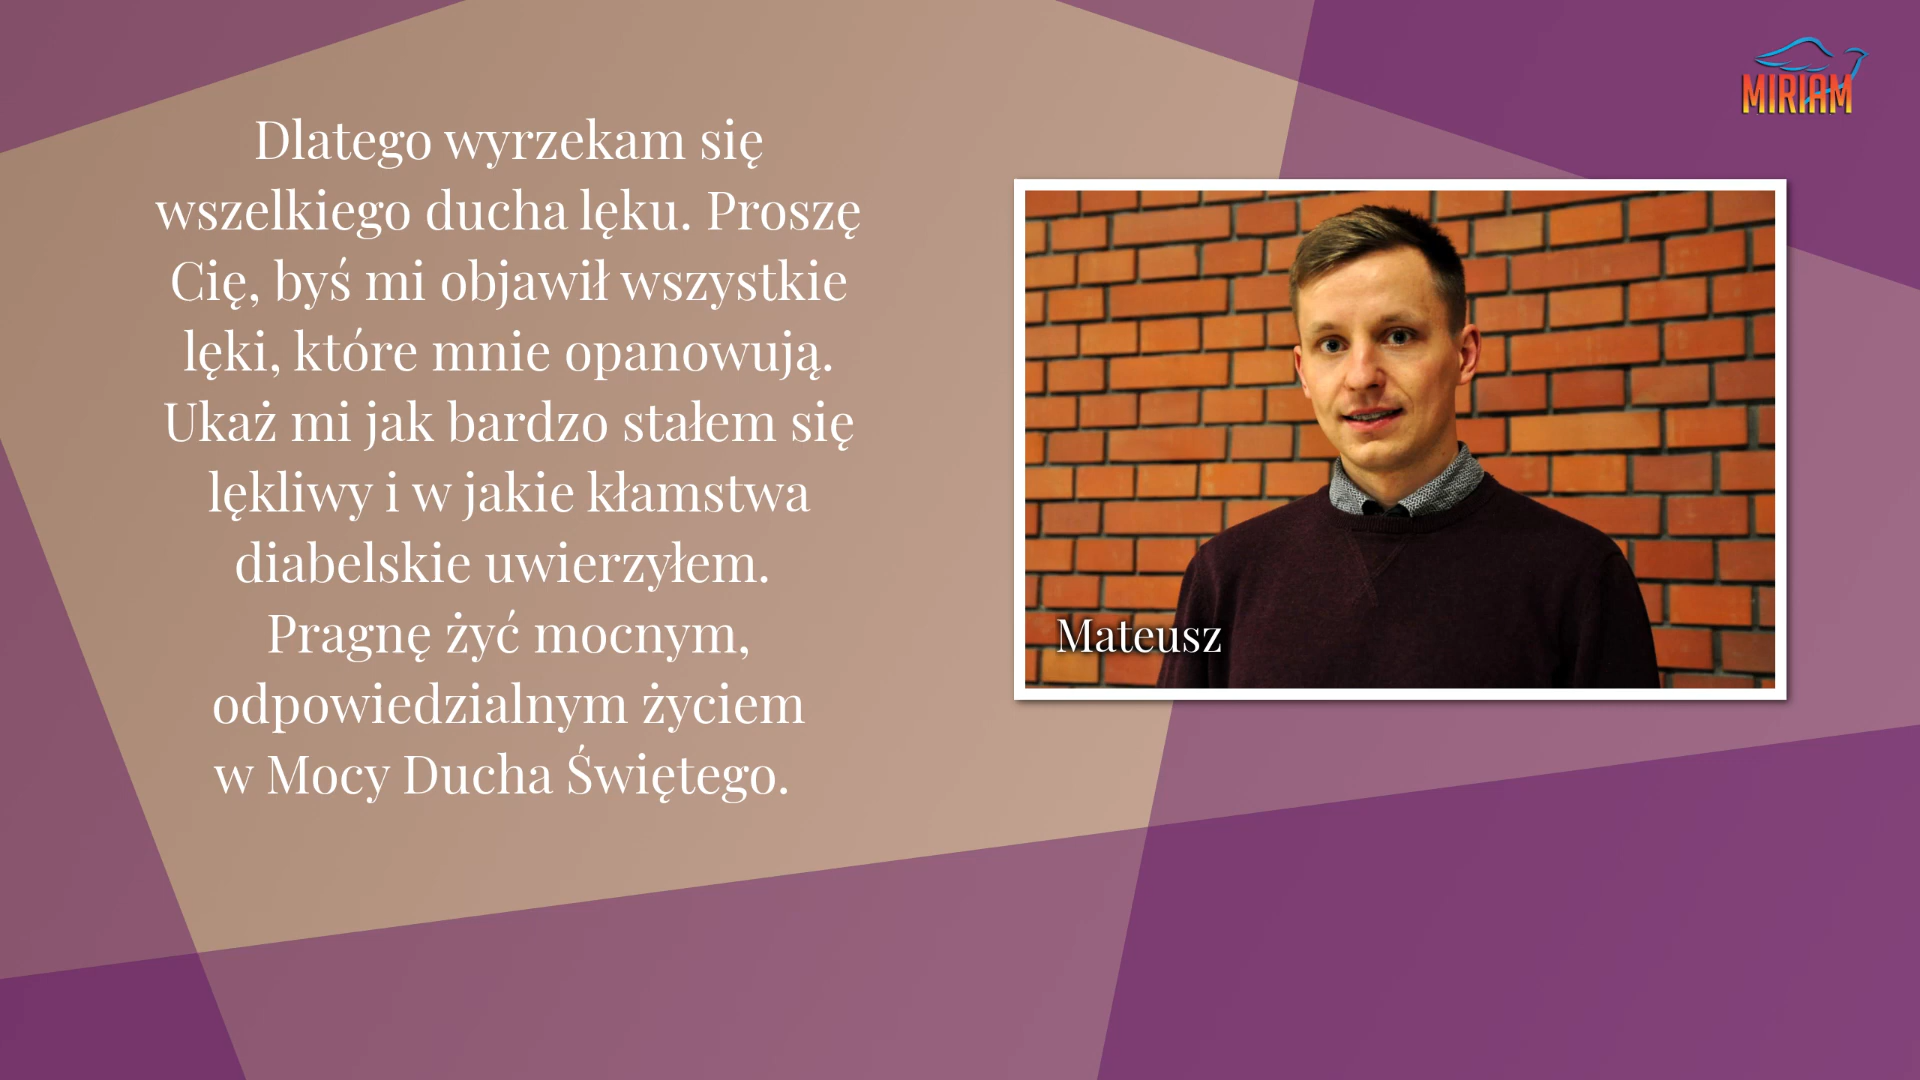 Dlatego wyrzekam się
wszelkiego ducha lęku. Proszę
Cię, byś mi objawił wszystkie
lęki, które mnie opanowują.
Ukaż mi jak bardzo stałem się
lękliwy i w jakie kłamstwa
diabelskie uwierzyłem.
Pragnę żyć mocnym,
odpowiedzialnym życiem
w Mocy Ducha Świętego.
MIRIAM
Mateusz